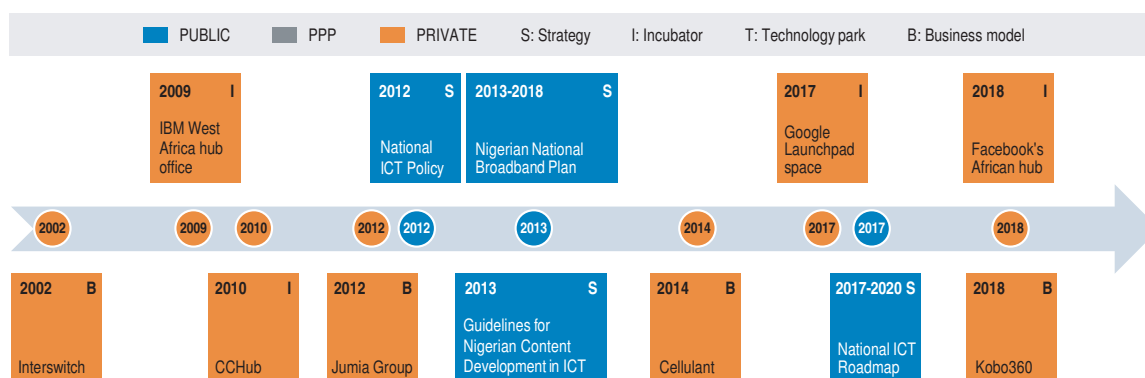 PUBLIC PPP PRIVATE S: Strategy I: Incubator T: Technology park B: Business model
2009 I
IBM West
Africa hub
office
2012 S
National
ICT Policy
2013-2018 S
Nigerian National
Broadband Plan
2017 I
Google
Launchpad
space
2018 I
Facebook's
African hub
2002
2009
2010
2012
2012
2013
2014
2017
2017
2018
2002 B
Interswitch
2010 I
CCHub
2012 B
Jumia Group
2013 S
Guidelines for
Nigerian Content
Development in ICT
2014 B
Cellulant
2017-2020 S
National ICT
Roadmap
2018 B
Kobo360